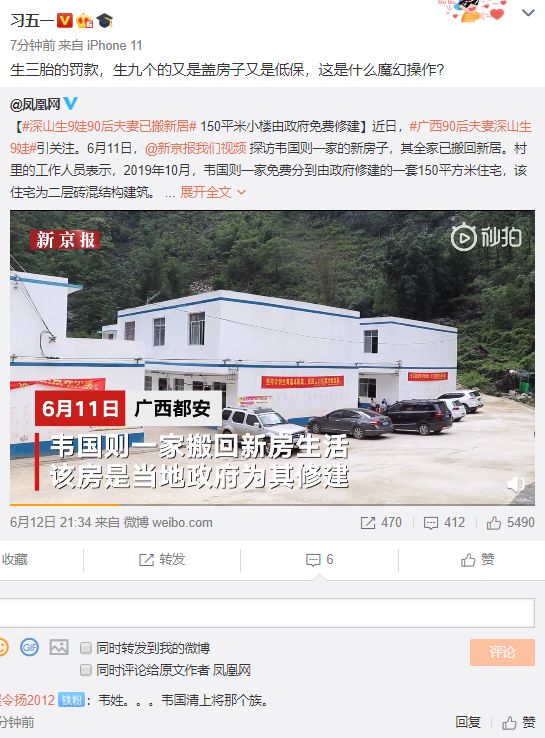 习五一
7分钟前 来自 iPhone 11
生三胎的罚款，生九个的又是盖房子又是低保，这是什么魔幻操作？
@凤凰网
【#深山生9娃90后夫妻已搬新居# 150平米小楼由政府免费修建】近日，#广西90后夫妻深山生
9娃#引关注。6月11日，@新京报我们视频 探访韦国则一家的新房子，其全家已搬回新居。村
里的工作人员表示，2019年10月，韦国则一家免费分到由政府修建的一套150平方米住宅，该
住宅为二层砖混结构建筑。 ... 展开全文
新京报
秒拍
6月11日 广西都安
韦国则一家搬回新房生活
该房是当地政府为其修建
6月12日 21:34 来自 微博 weibo.com
470 412 5490
收藏 转发 6 赞
GIF
同时转发到我的微博
评论
同时评论给原文作者 凤凰网
令扬2012 铁粉 ：韦姓。。。韦国清上将那个族。
分钟前
回复 赞